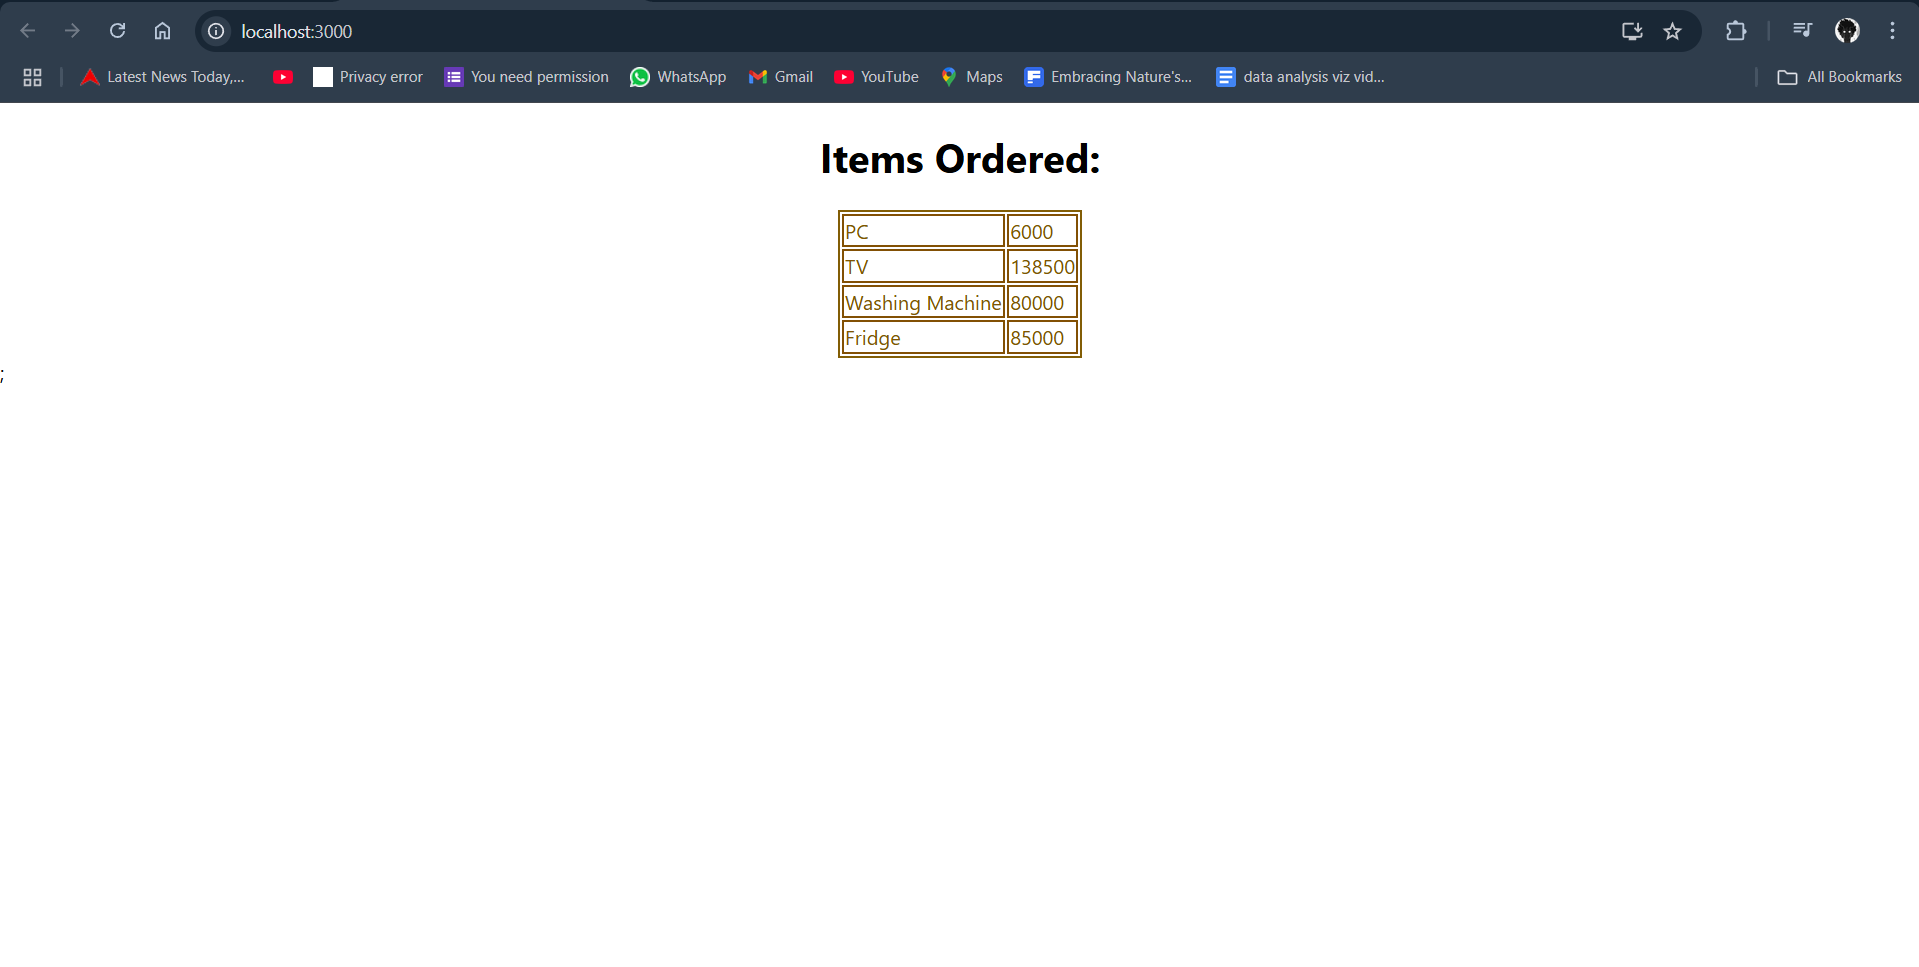 localhost:3000
Latest News Today,... Privacy error You need permission WhatsApp Gmail YouTube Maps Embracing Nature's... data analysis viz vid... All Bookmarks
Items Ordered:
PC 6000
TV 138500
Washing Machine 80000
Fridge 85000
;